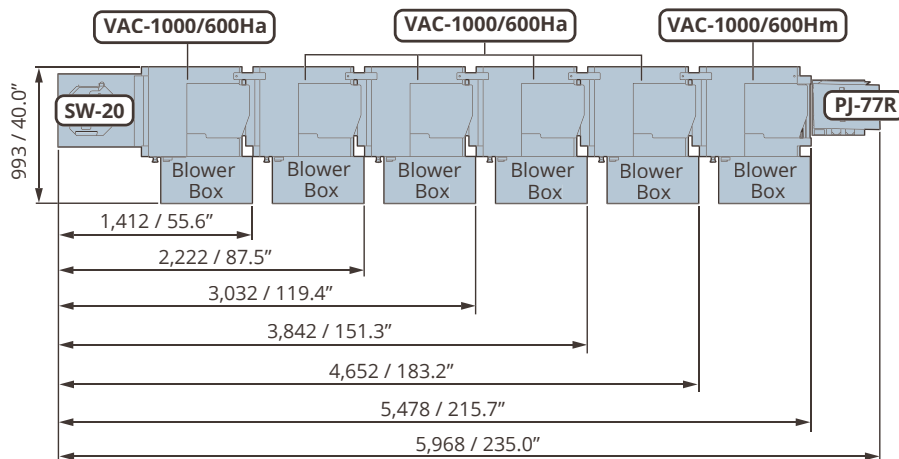 VAC-1000/600Ha
VAC-1000/600Ha
VAC-1000/600Hm
SW-20
PJ-77R
993 / 40.0”
Blower
Box
Blower
Box
Blower
Box
Blower
Box
Blower
Box
Blower
Box
1,412 / 55.6”
2,222 / 87.5”
3,032 / 119.4”
3,842 / 151.3”
4,652 / 183.2”
5,478 / 215.7”
5,968 / 235.0”